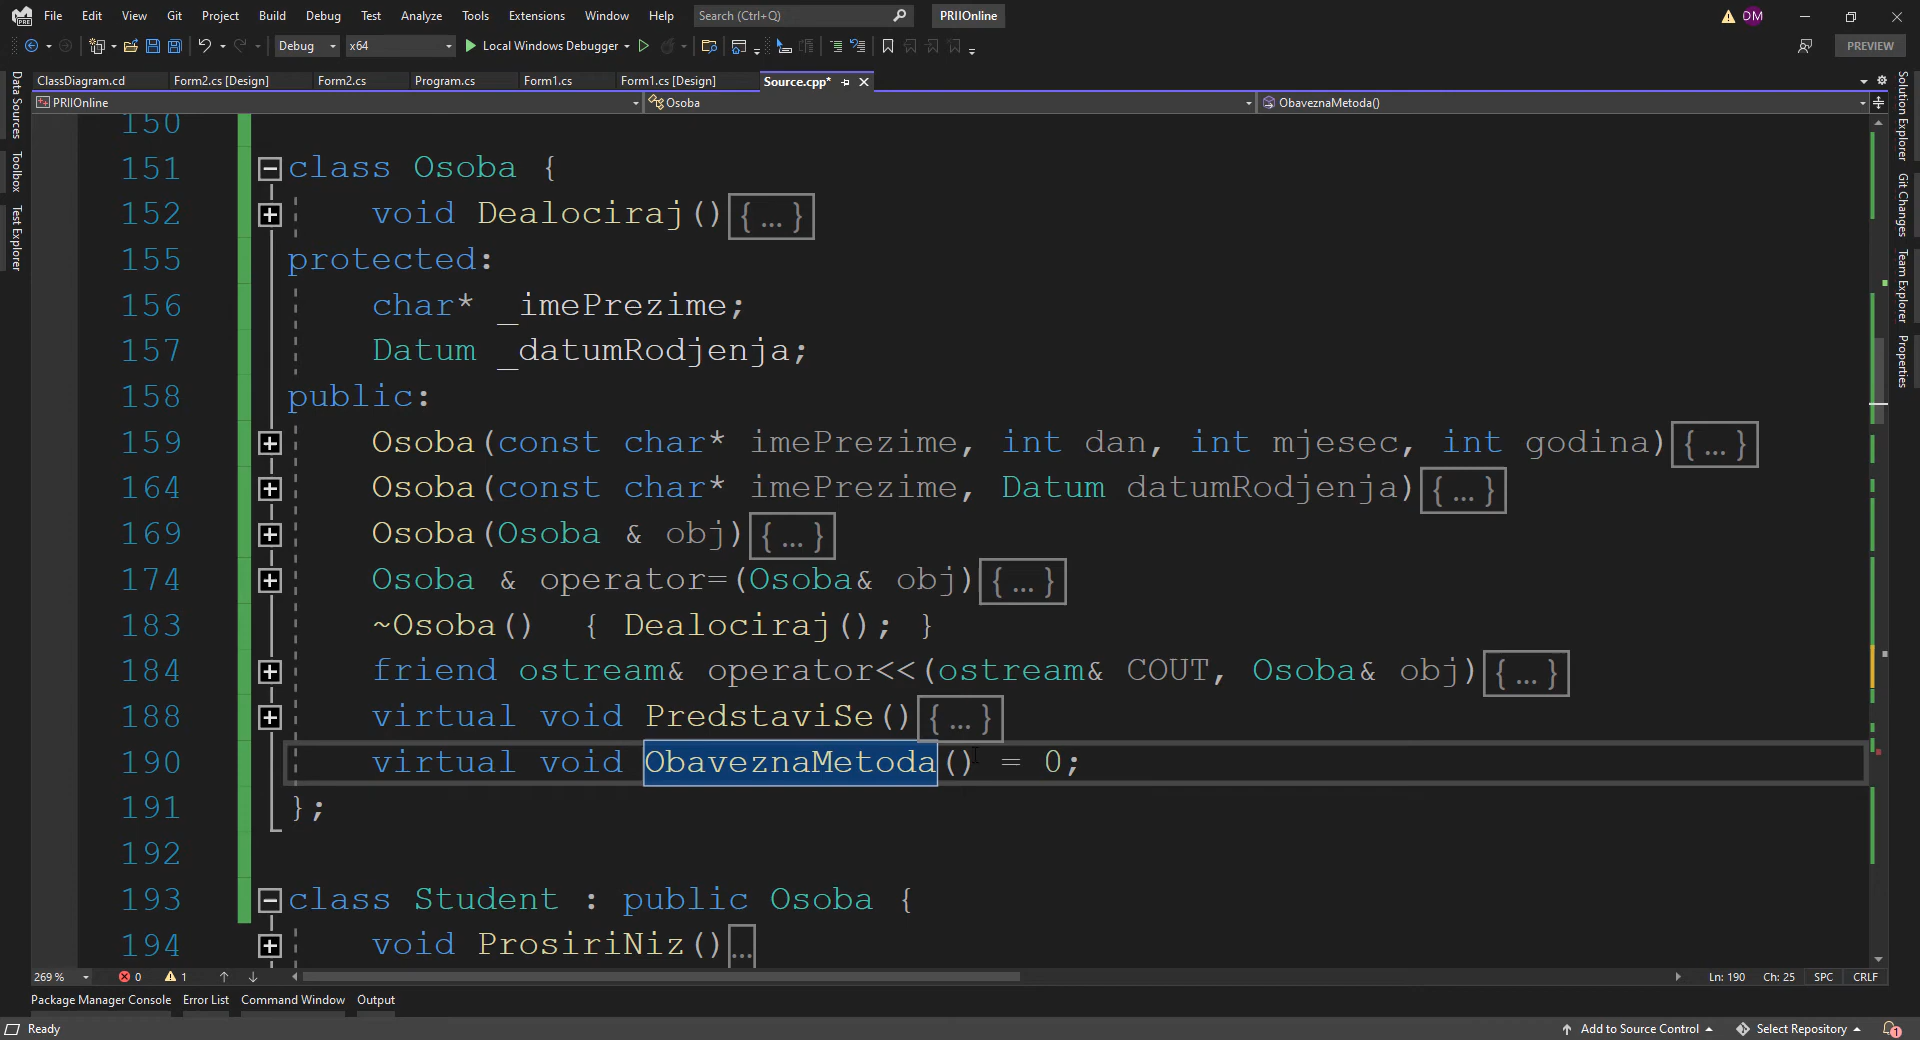 File Edit View Git Project Build Debug Test Analyze Tools Extensions Window Help Search (Ctrl+Q) PRIIOnline DM
Debug x64 Local Windows Debugger PREVIEW
ClassDiagram.cd Form2.cs [Design] Form2.cs Program.cs Form1.cs Form1.cs [Design] Source.cpp*
PRIIOnline Osoba ObaveznaMetoda()
Data Sources
Toolbox
Test Explorer
150
151 class Osoba {
152 void Dealociraj(){ ... }
155 protected:
156 char* _imePrezime;
157 Datum _datumRodjenja;
158 public:
159 Osoba(const char* imePrezime, int dan, int mjesec, int godina){ ... }
164 Osoba(const char* imePrezime, Datum datumRodjenja){ ... }
169 Osoba(Osoba & obj){ ... }
174 Osoba & operator=(Osoba& obj){ ... }
183 ~Osoba() { Dealociraj(); }
184 friend ostream& operator<<(ostream& COUT, Osoba& obj){ ... }
188 virtual void PredstaviSe(){ ... }
190 virtual void ObaveznaMetoda() = 0;
191 };
192
193 class Student : public Osoba {
194 void ProsiriNiz()...
Solution Explorer
Git Changes
Team Explorer
Properties
269 % 0 1 Ln: 190 Ch: 25 SPC CRLF
Package Manager Console Error List Command Window Output
Ready Add to Source Control Select Repository 1